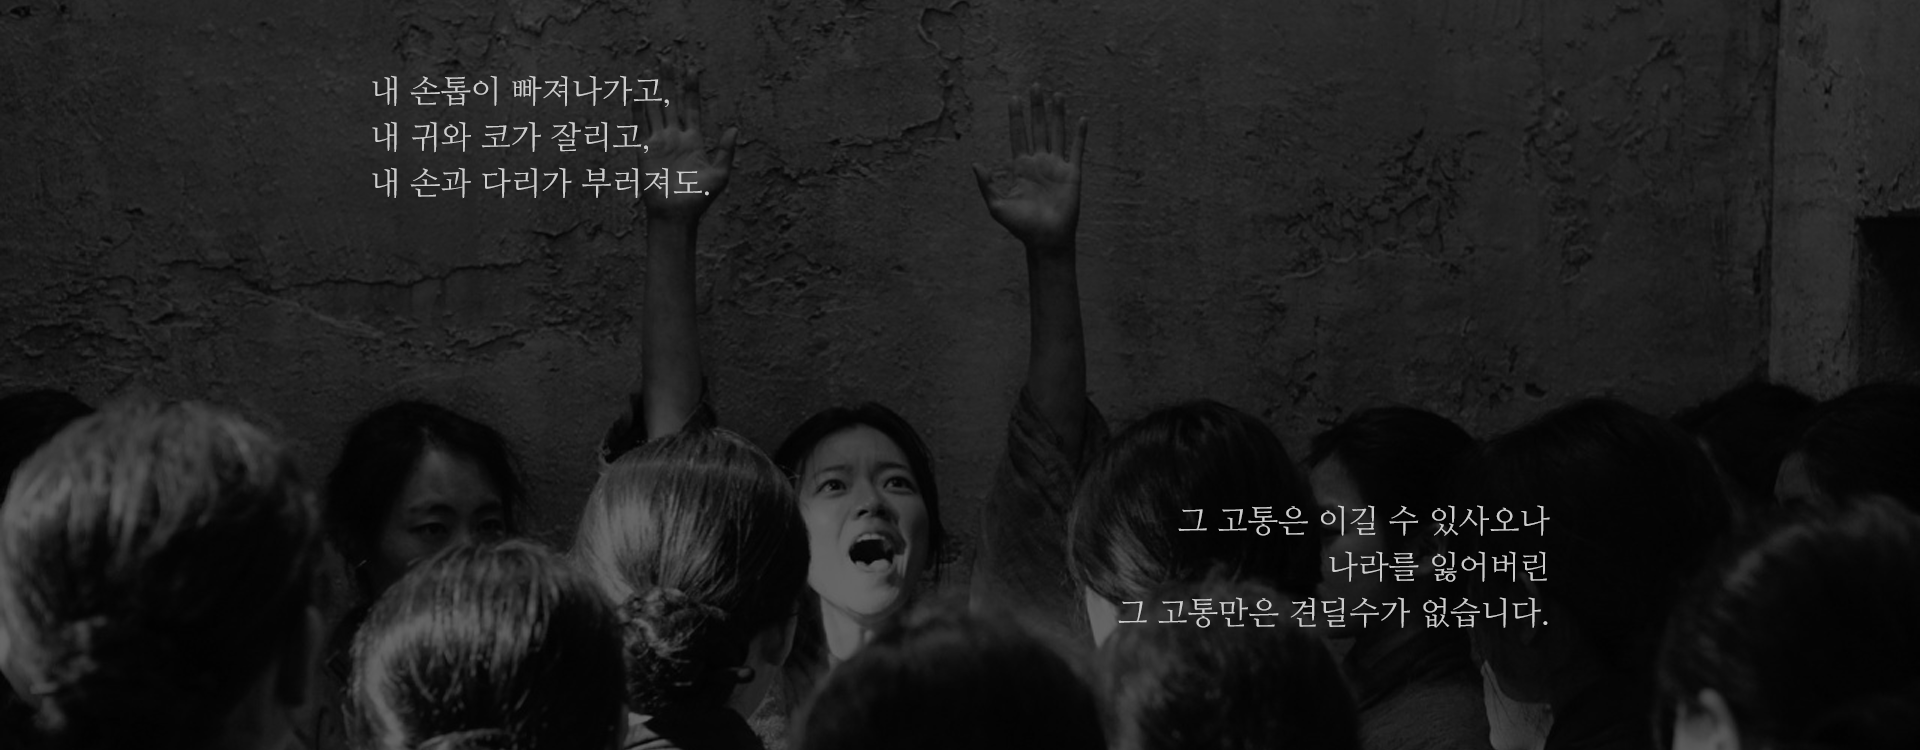 내 손톱이 빠져나가고,
내 귀와 코가 잘리고,
내 손과 다리가 부러져도.
그 고통은 이길 수 있사오나
나라를 잃어버린
그 고통만은 견딜수가 없습니다.